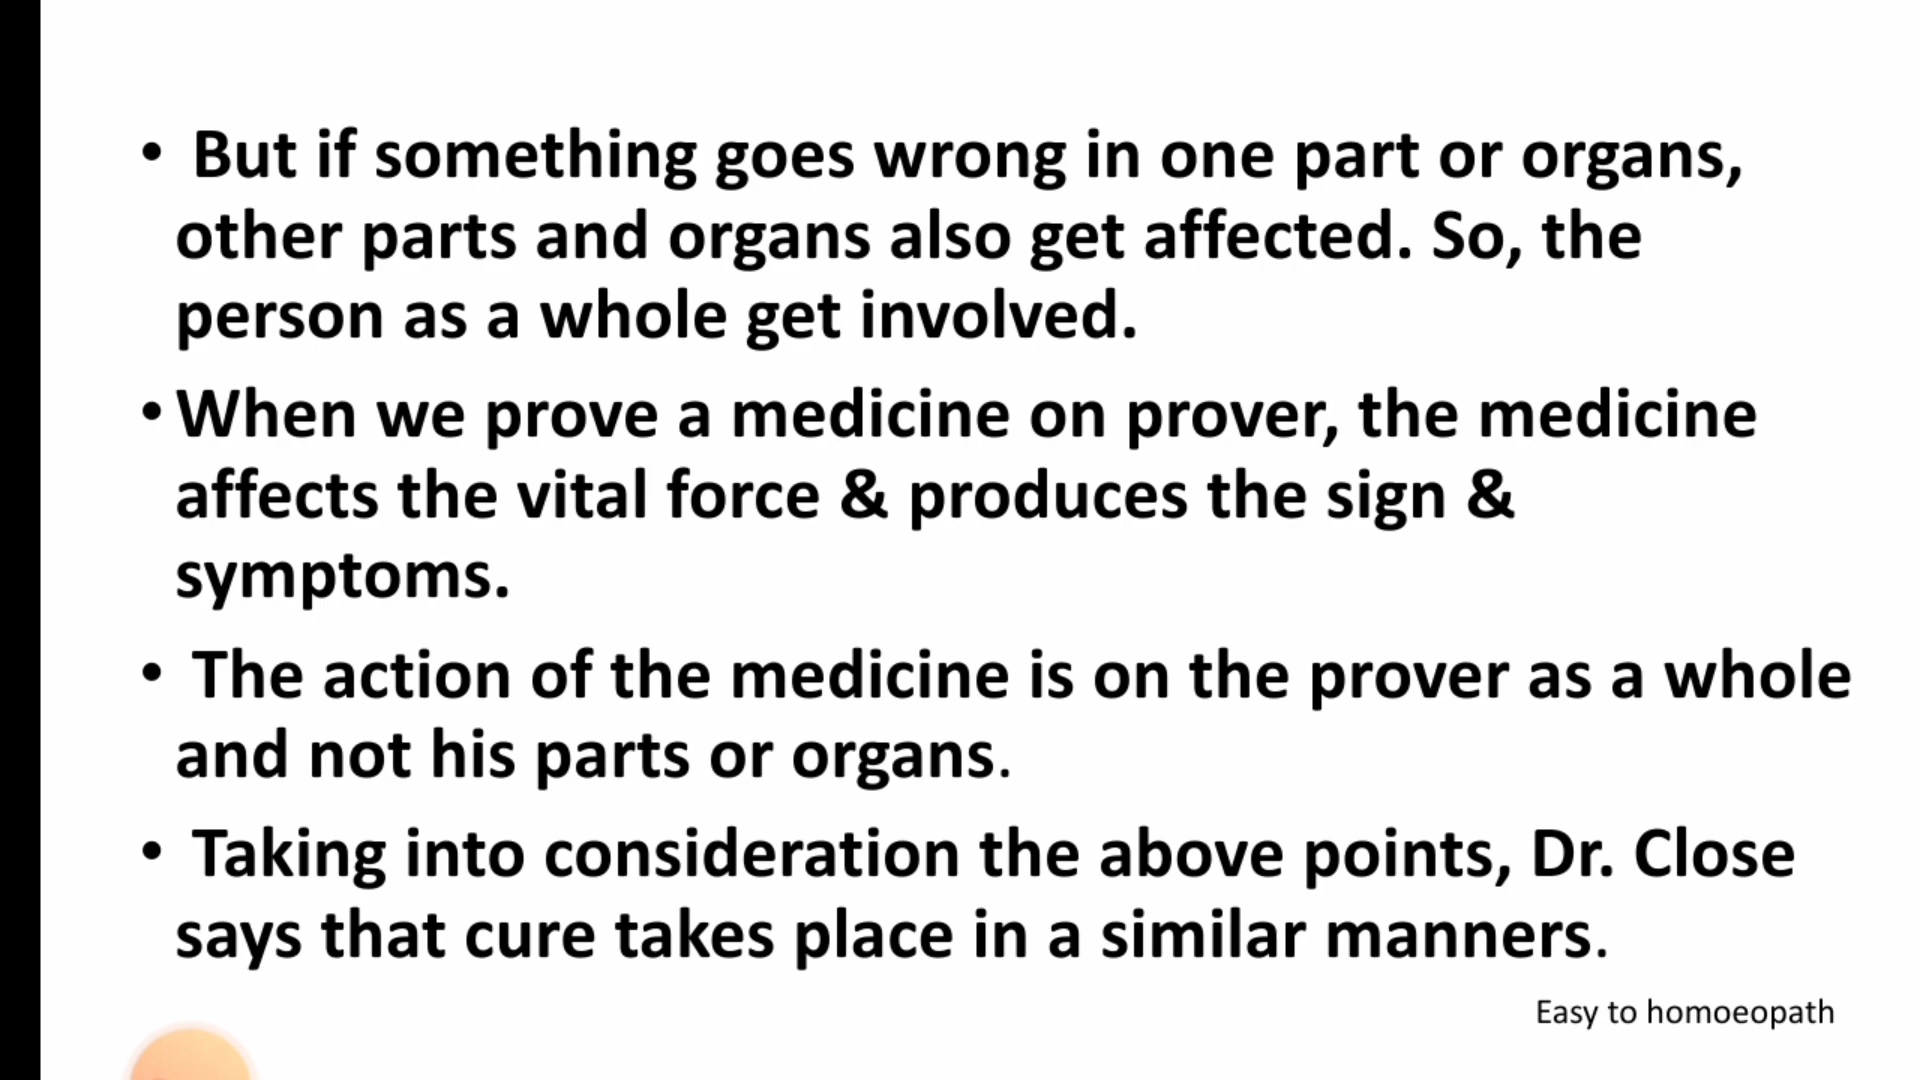 • But if something goes wrong in one part or organs,
other parts and organs also get affected. So, the
person as a whole get involved.
• When we prove a medicine on prover, the medicine
affects the vital force & produces the sign &
symptoms.
• The action of the medicine is on the prover as a whole
and not his parts or organs.
• Taking into consideration the above points, Dr. Close
says that cure takes place in a similar manners.
Easy to homoeopath